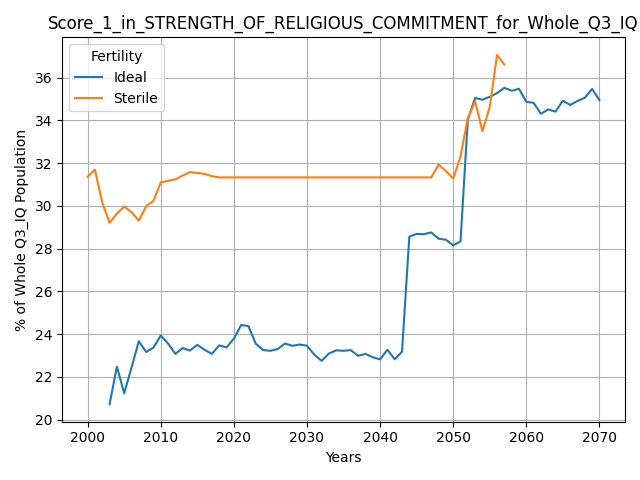 Score_1_in_STRENGTH_OF_RELIGIOUS_COMMITMENT_for_Whole_Q3_IQ
Fertility
Ideal
Sterile
36
34
32
30
28
26
24
22
20
% of Whole Q3_IQ Population
2000
2010
2020
2030
2040
2050
2060
2070
Years